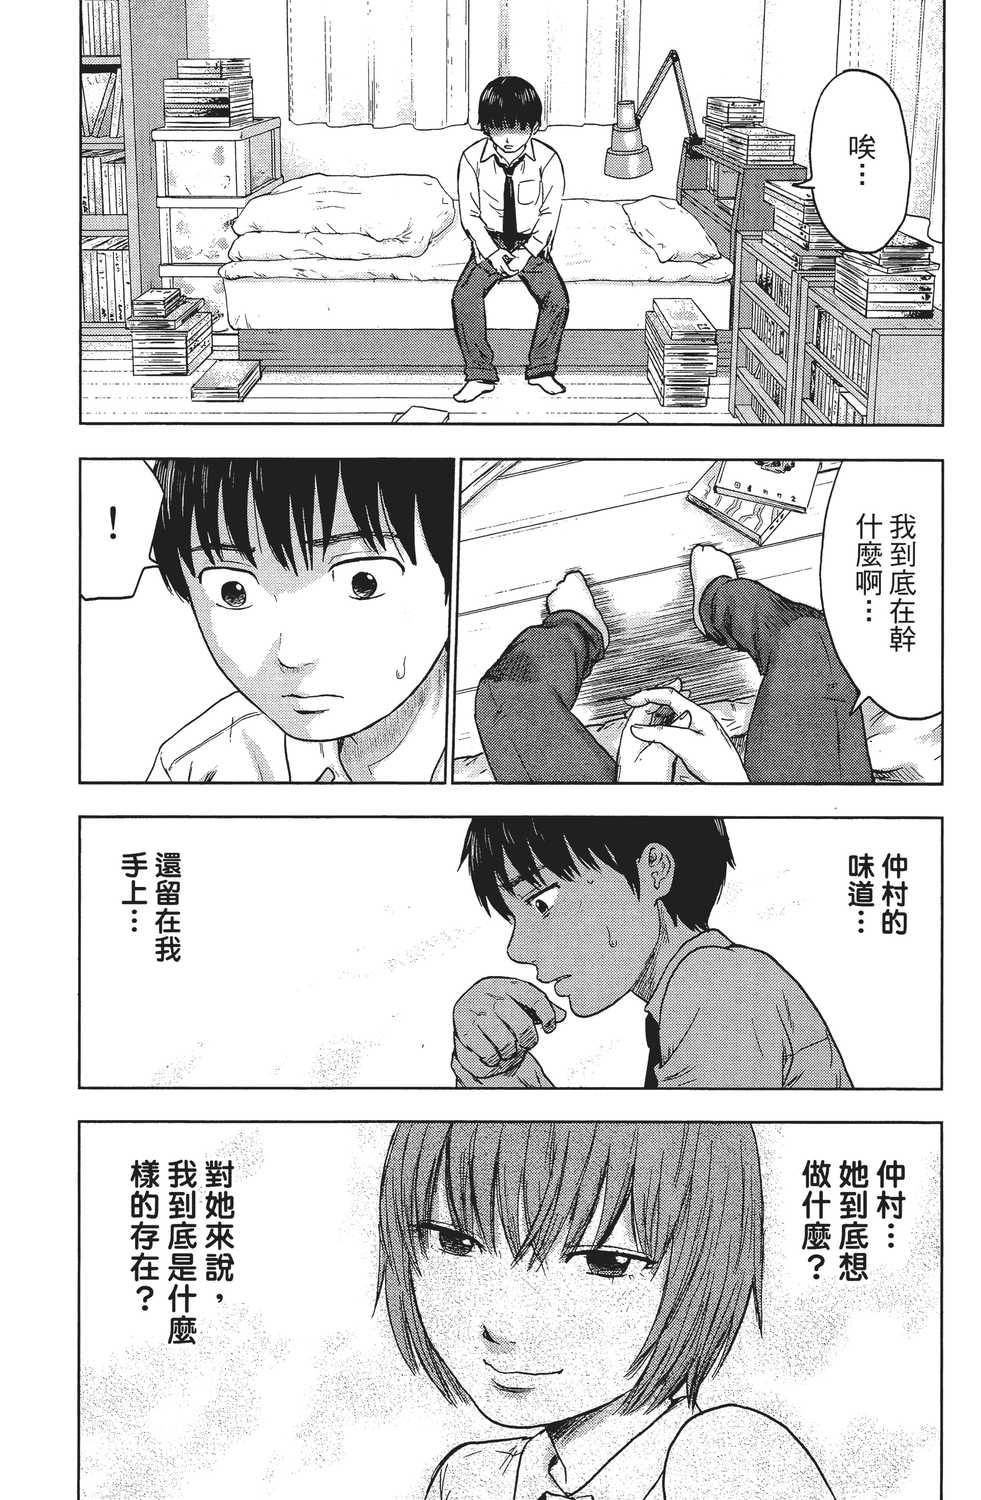 唉…
我到底在幹
什麼啊…
！
仲村的
味道…
還留在我
手上…
仲村…
她到底想
做什麼？
對她來說，
我到底是什麼
樣的存在？